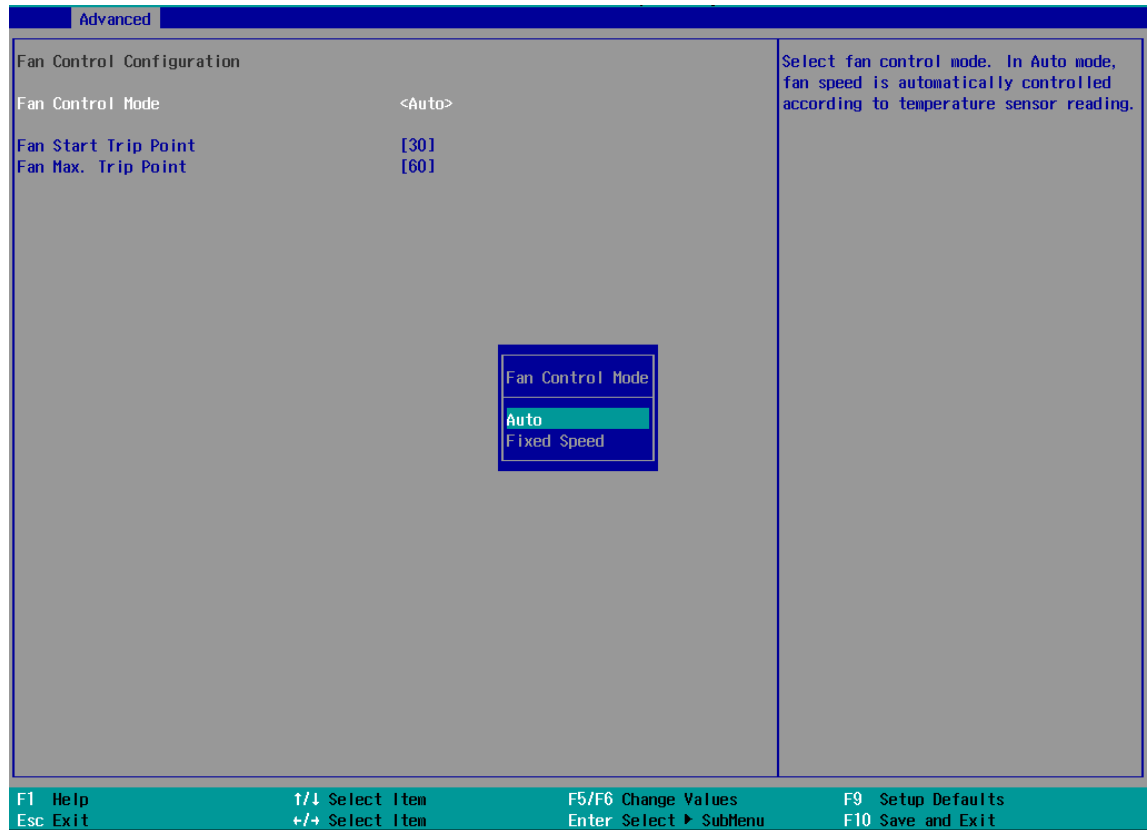 Advanced
Fan Control Configuration
Fan Control Mode <Auto>
Fan Start Trip Point [30]
Fan Max. Trip Point [60]
Select fan control mode. In Auto mode,
fan speed is automatically controlled
according to temperature sensor reading.
Fan Control Mode
Auto
Fixed Speed
F1 Help ↑/↓ Select Item F5/F6 Change Values F9 Setup Defaults
Esc Exit ←/→ Select Item Enter Select ▶ SubMenu F10 Save and Exit